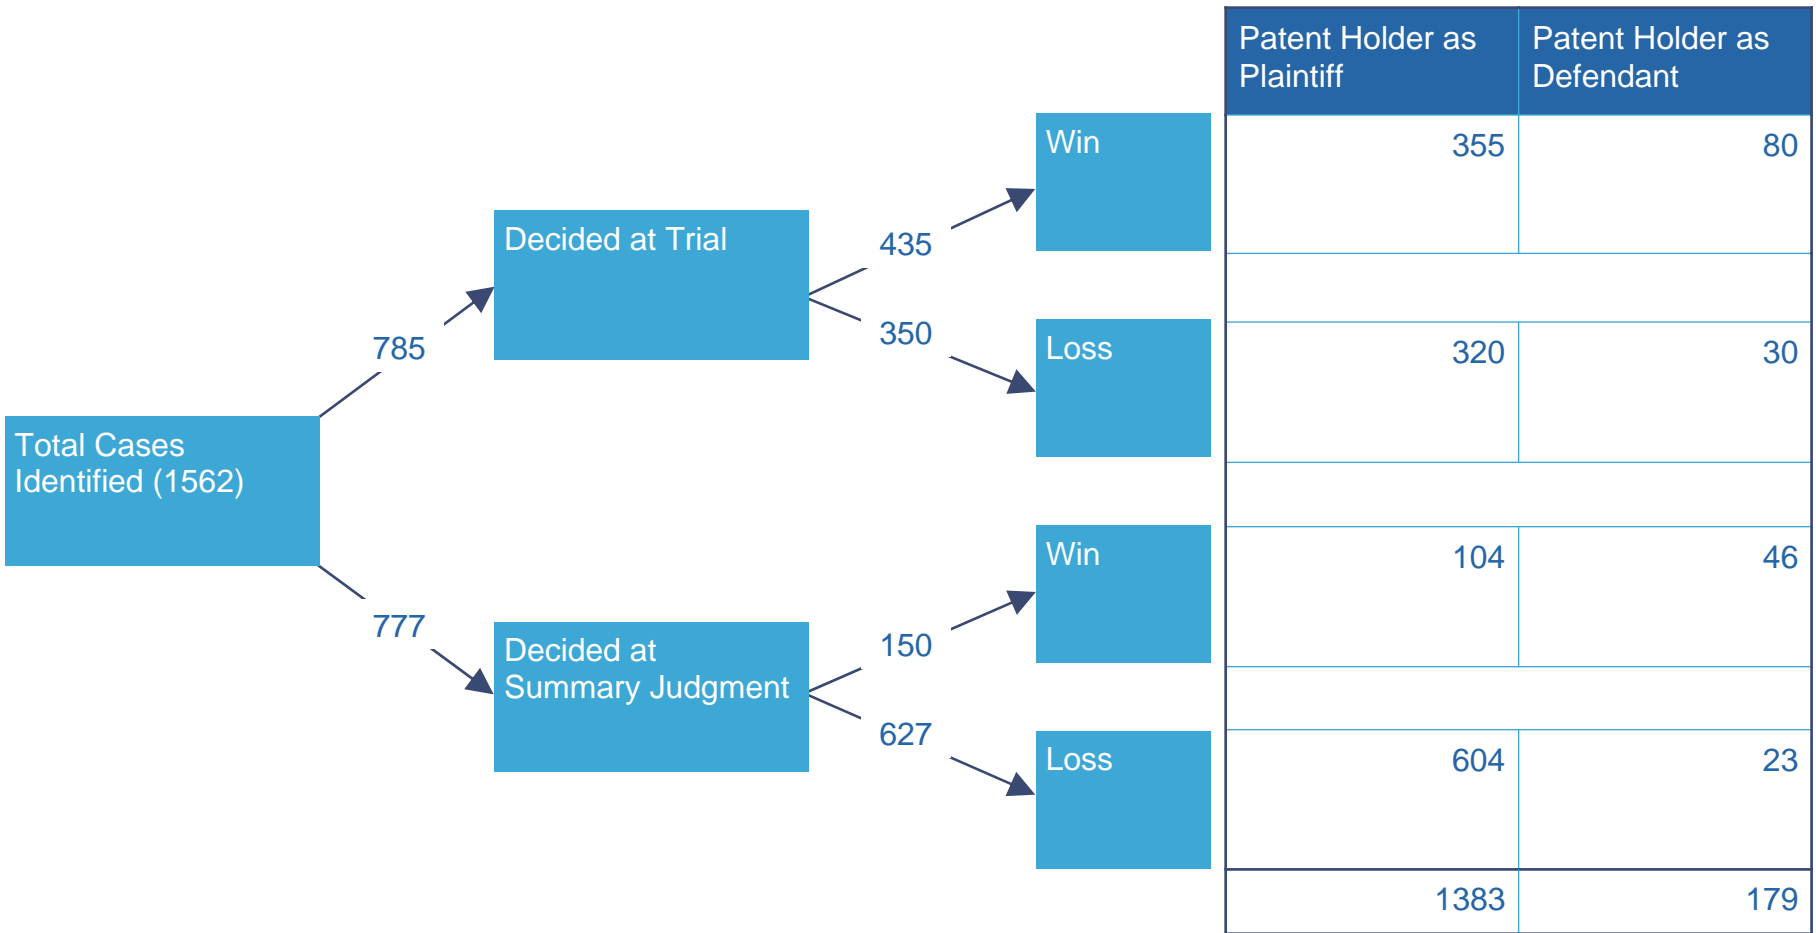 Patent Holder as
Plaintiff
Patent Holder as
Defendant
Win
355
80
Decided at Trial
435
785
350
Loss
320
30
Total Cases
Identified (1562)
Win
104
46
777
Decided at
Summary Judgment
150
627
Loss
604
23
1383
179